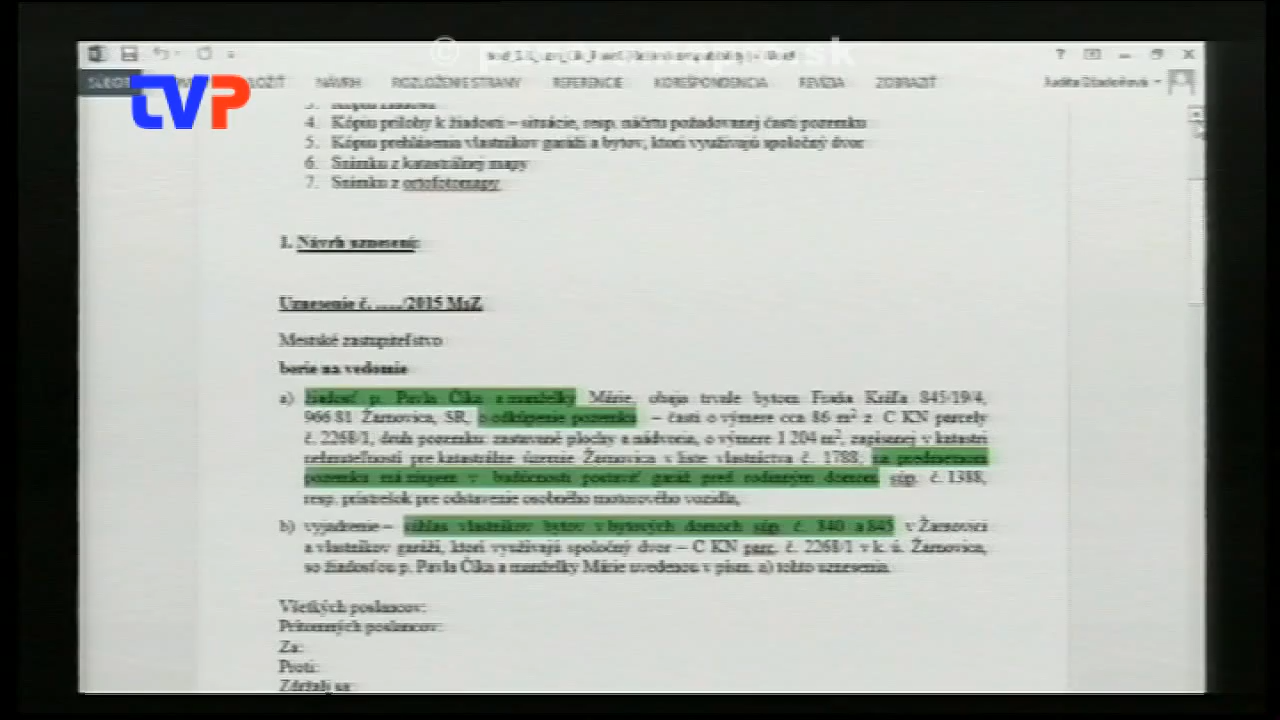 tvp
©
.sk
SÚBOR
NÁVRH ROZLOŽENIE STRANY REFERENCIE KOREŠPONDENCIA REVÍZIA ZOBRAZIŤ
4. Kópiu prílohy k žiadosti – situácie, resp. náčrtu požadovanej časti pozemku
5. Kópiu prehlásenia vlastníkov garáží a bytov, ktorí využívajú spoločný dvor
6. Snímku z katastrálnej mapy
7. Snímku z ortofotomapy
1. Návrh uznesení:
Uznesenie č. ...../2015 MsZ
Mestské zastupiteľstvo
berie na vedomie
a) žiadosť p. Pavla Číka a manželky Márie, obaja trvale bytom Fraňa Kráľa 845/19/4,
966 81 Žarnovica, SR, o odkúpenie pozemku – časti o výmere cca 86 m² z C KN parcely
č. 2268/1, druh pozemku: zastavané plochy a nádvoria, o výmere 1 204 m², zapísanej v katastri
nehnuteľností pre katastrálne územie Žarnovica v liste vlastníctva č. 1788, na predmetnom
pozemku má záujem v budúcnosti postaviť garáž pred rodinným domom súp. č. 1388,
resp. prístrešok pre odstavenie osobného motorového vozidla,
b) vyjadrenie – súhlas vlastníkov bytov v bytových domoch súp. č. 840 a 845 v Žarnovici
a vlastníkov garáží, ktorí využívajú spoločný dvor – C KN parc. č. 2268/1 v k. ú. Žarnovica,
so žiadosťou p. Pavla Číka a manželky Márie uvedenou v písm. a) tohto uznesenia.
Všetkých poslancov:
Prítomných poslancov:
Za:
Proti:
Zdržalj sa: